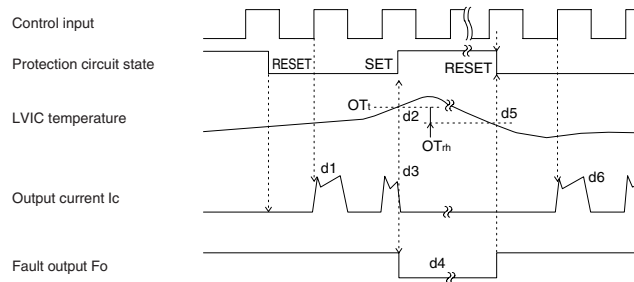 Control input
Protection circuit state
RESET
SET
RESET
LVIC temperature
OTt
d2
d5
OTrh
Output current Ic
d1
d3
d6
Fault output Fo
d4